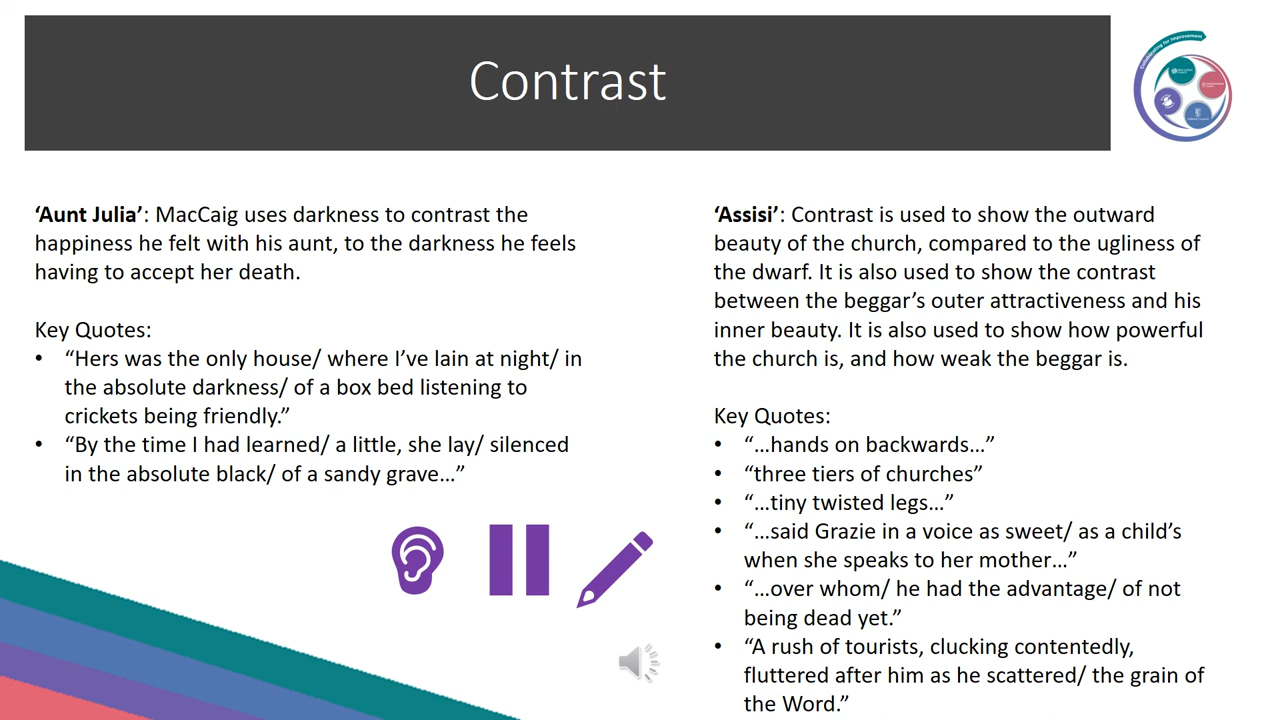 Contrast
Collaborating for Improvement
‘Aunt Julia’: MacCaig uses darkness to contrast the
happiness he felt with his aunt, to the darkness he feels
having to accept her death.
Key Quotes:
• “Hers was the only house/ where I’ve lain at night/ in
the absolute darkness/ of a box bed listening to
crickets being friendly.”
• “By the time I had learned/ a little, she lay/ silenced
in the absolute black/ of a sandy grave…”
‘Assisi’: Contrast is used to show the outward
beauty of the church, compared to the ugliness of
the dwarf. It is also used to show the contrast
between the beggar’s outer attractiveness and his
inner beauty. It is also used to show how powerful
the church is, and how weak the beggar is.
Key Quotes:
• “…hands on backwards…”
• “three tiers of churches”
• “…tiny twisted legs…”
• “…said Grazie in a voice as sweet/ as a child’s
when she speaks to her mother…”
• “…over whom/ he had the advantage/ of not
being dead yet.”
• “A rush of tourists, clucking contentedly,
fluttered after him as he scattered/ the grain of
the Word.”